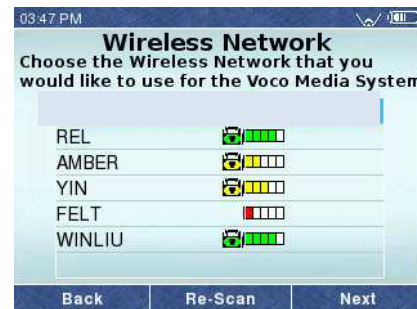 03:47 PM
Wireless Network
Choose the Wireless Network that you
would like to use for the Voco Media System
REL
AMBER
YIN
FELT
WINLIU
Back Re-Scan Next